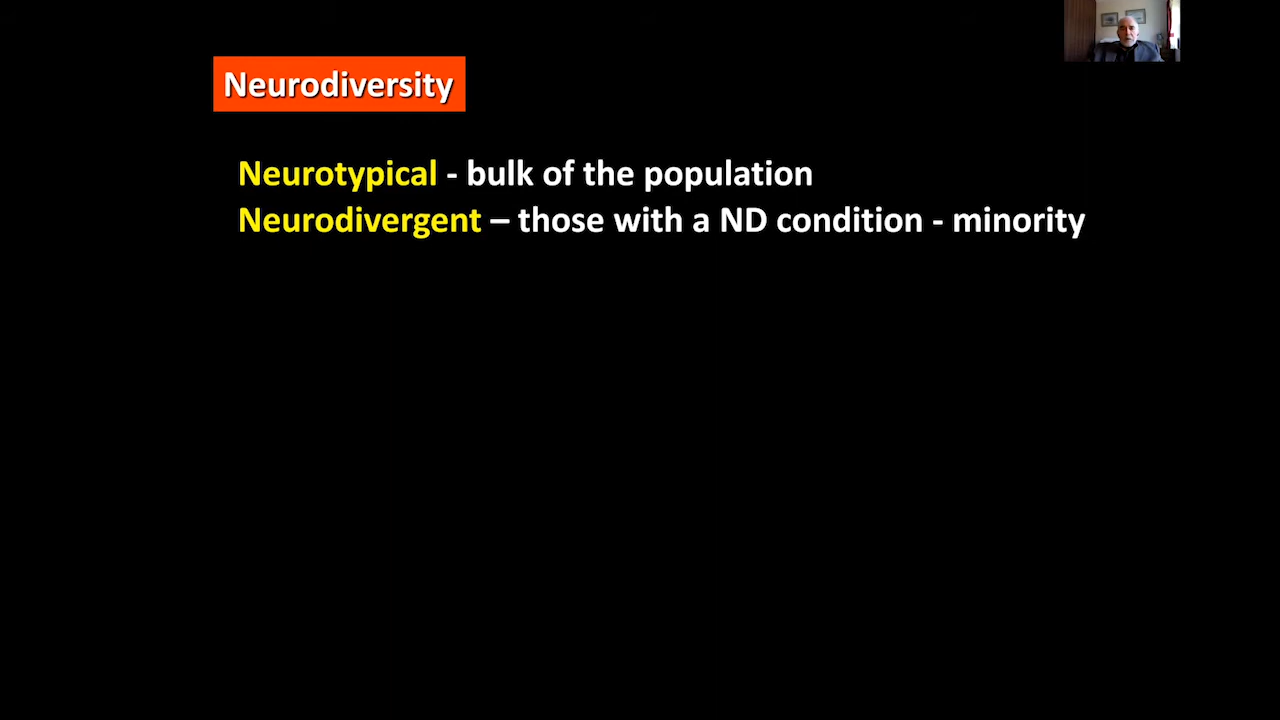 Neurodiversity
Neurotypical - bulk of the population
Neurodivergent – those with a ND condition - minority